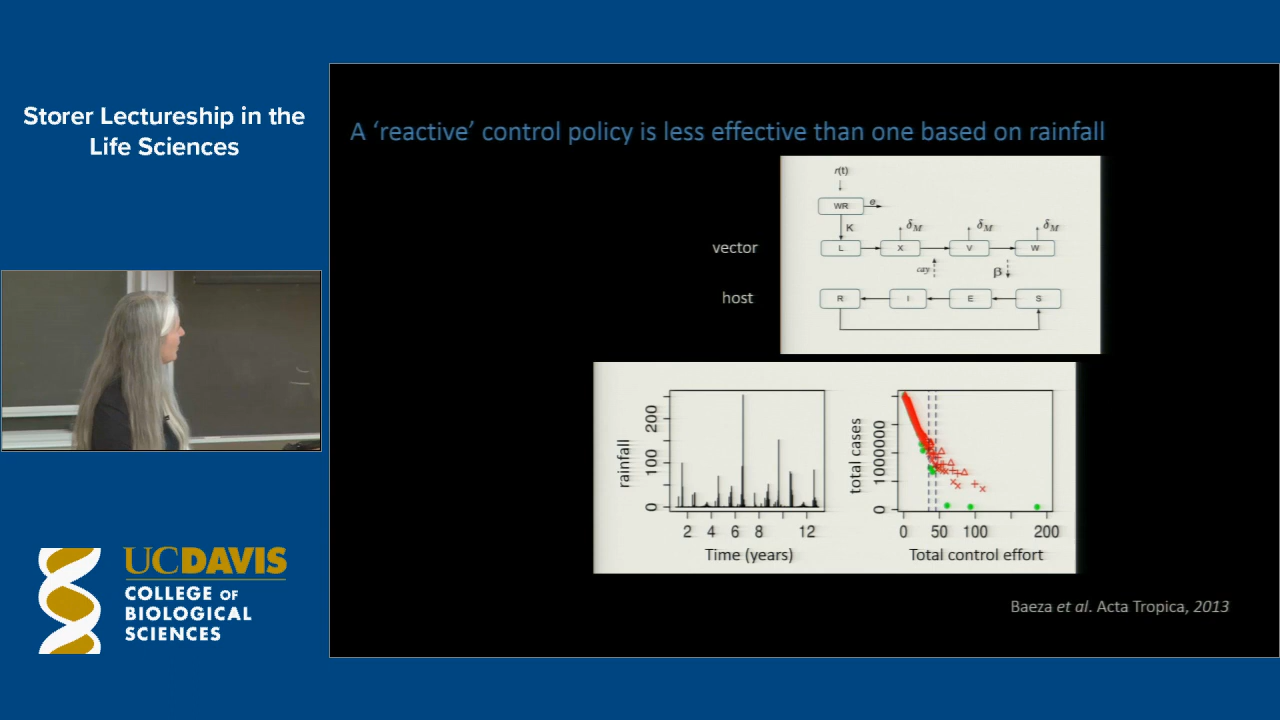 Storer Lectureship in the
Life Sciences
A ‘reactive’ control policy is less effective than one based on rainfall
r(t)
WR
e
K
δM
δM
δM
vector
L
X
V
W
cay
β
host
R
I
E
S
rainfall
0
100
200
2
4
6
8
12
Time (years)
total cases
0
1000000
0
50
100
200
Total control effort
Baeza et al. Acta Tropica, 2013
UCDAVIS
COLLEGE OF
BIOLOGICAL
SCIENCES